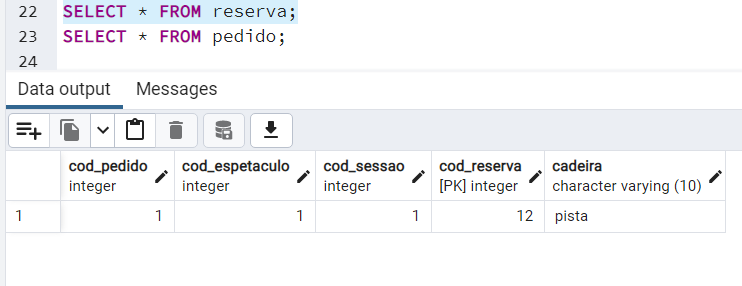 22 SELECT * FROM reserva;
23 SELECT * FROM pedido;
24
Data output Messages
cod_pedido cod_espetaculo cod_sessao cod_reserva cadeira
integer integer integer [PK] integer character varying (10)
1 1 1 1 12 pista